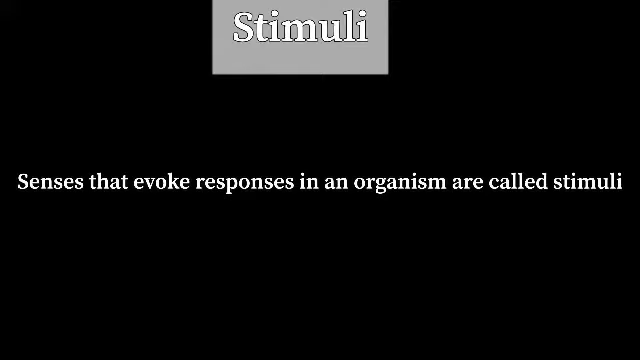 Stimuli
Senses that evoke responses in an organism are called stimuli